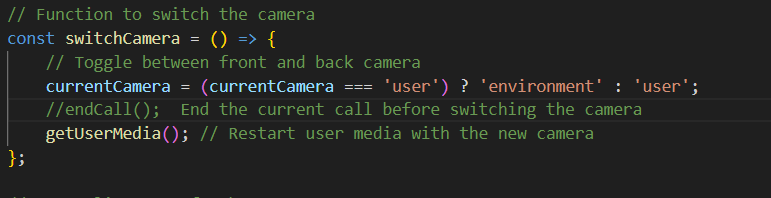 // Function to switch the camera
const switchCamera = () => {
    // Toggle between front and back camera
    currentCamera = (currentCamera === 'user') ? 'environment' : 'user';
    //endCall();  End the current call before switching the camera
    getUserMedia(); // Restart user media with the new camera
};